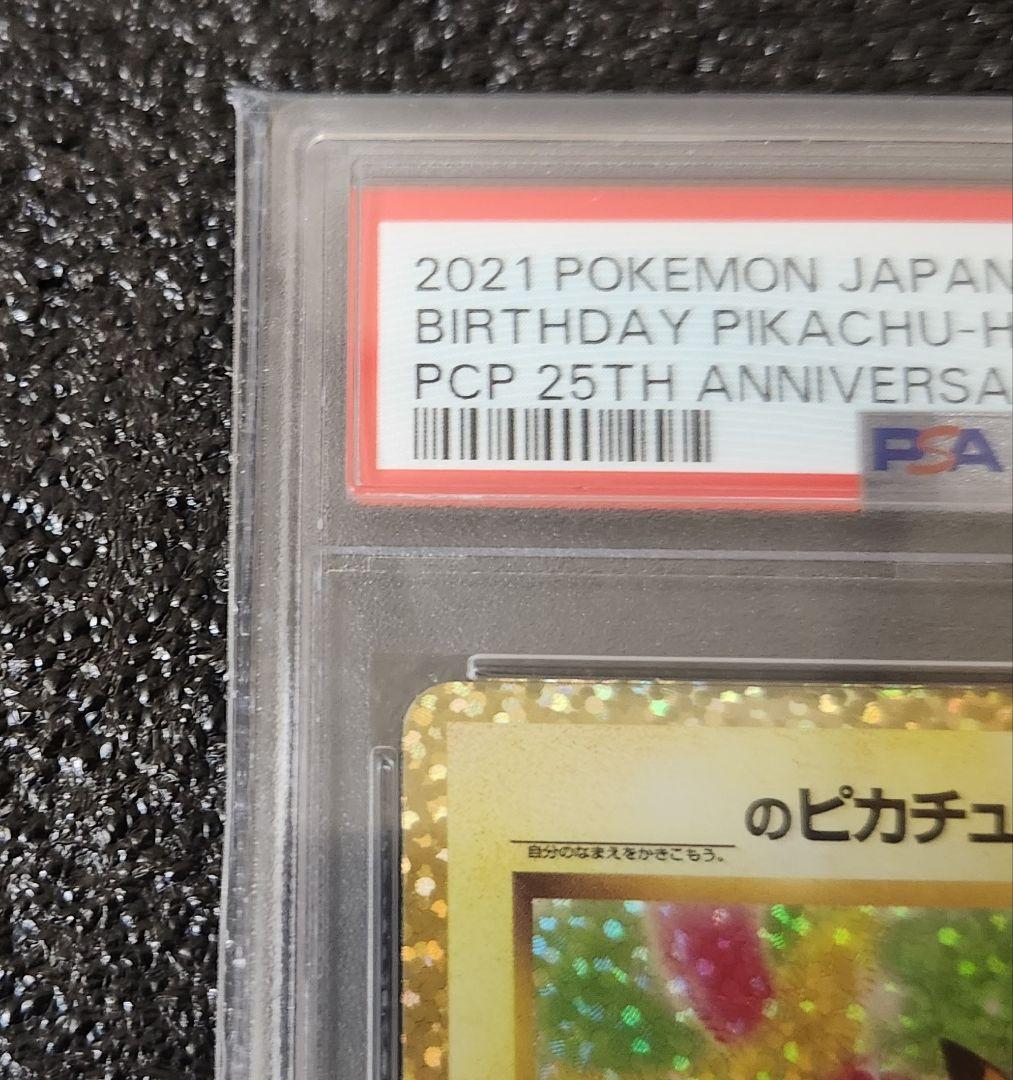 2021 POKEMON JAPAN
BIRTHDAY PIKACHU-H
PCP 25TH ANNIVERSA
PSA
のピカチュ
自分のなまえをかきこもう。